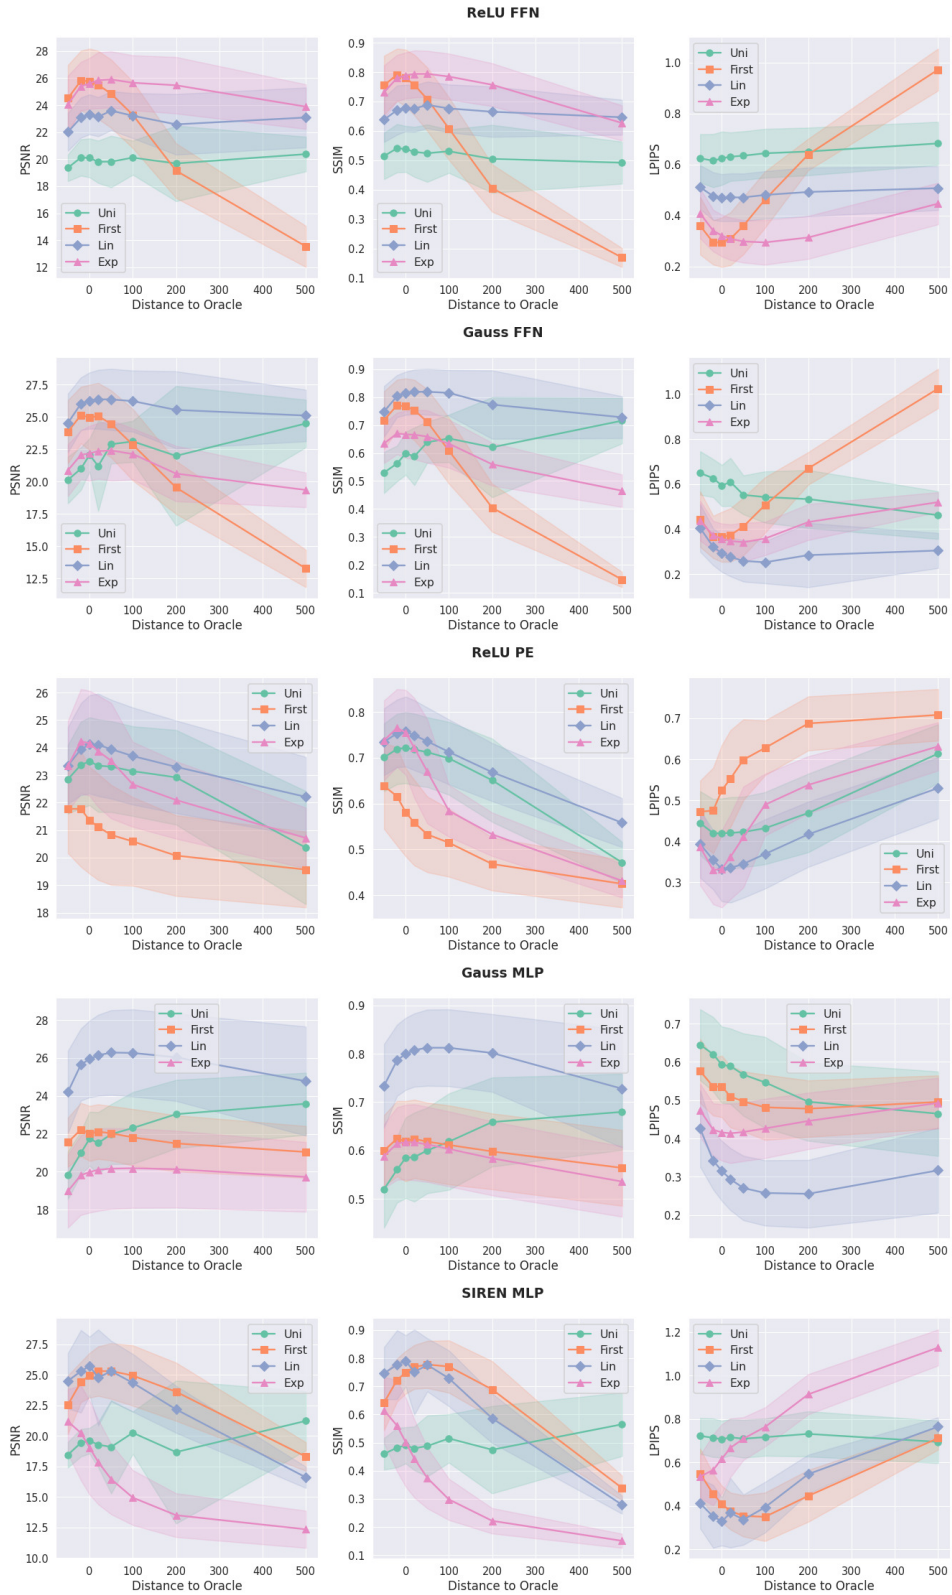 ReLU FFN
PSNR
28
26
24
22
20
18
16
14
12
Uni
First
Lin
Exp
0 100 200 300 400 500
Distance to Oracle
SSIM
0.9
0.8
0.7
0.6
0.5
0.4
0.3
0.2
0.1
Uni
First
Lin
Exp
0 100 200 300 400 500
Distance to Oracle
LPIPS
1.0
0.8
0.6
0.4
0.2
Uni
First
Lin
Exp
0 100 200 300 400 500
Distance to Oracle
Gauss FFN
PSNR
27.5
25.0
22.5
20.0
17.5
15.0
12.5
Uni
First
Lin
Exp
0 100 200 300 400 500
Distance to Oracle
SSIM
0.9
0.8
0.7
0.6
0.5
0.4
0.3
0.2
0.1
Uni
First
Lin
Exp
0 100 200 300 400 500
Distance to Oracle
LPIPS
1.0
0.8
0.6
0.4
0.2
Uni
First
Lin
Exp
0 100 200 300 400 500
Distance to Oracle
ReLU PE
PSNR
26
25
24
23
22
21
20
19
18
Uni
First
Lin
Exp
0 100 200 300 400 500
Distance to Oracle
SSIM
0.8
0.7
0.6
0.5
0.4
Uni
First
Lin
Exp
0 100 200 300 400 500
Distance to Oracle
LPIPS
0.7
0.6
0.5
0.4
0.3
Uni
First
Lin
Exp
0 100 200 300 400 500
Distance to Oracle
Gauss MLP
PSNR
28
26
24
22
20
18
Uni
First
Lin
Exp
0 100 200 300 400 500
Distance to Oracle
SSIM
0.9
0.8
0.7
0.6
0.5
Uni
First
Lin
Exp
0 100 200 300 400 500
Distance to Oracle
LPIPS
0.7
0.6
0.5
0.4
0.3
0.2
Uni
First
Lin
Exp
0 100 200 300 400 500
Distance to Oracle
SIREN MLP
PSNR
27.5
25.0
22.5
20.0
17.5
15.0
12.5
10.0
Uni
First
Lin
Exp
0 100 200 300 400 500
Distance to Oracle
SSIM
0.9
0.8
0.7
0.6
0.5
0.4
0.3
0.2
0.1
Uni
First
Lin
Exp
0 100 200 300 400 500
Distance to Oracle
LPIPS
1.2
1.0
0.8
0.6
0.4
0.2
Uni
First
Lin
Exp
0 100 200 300 400 500
Distance to Oracle